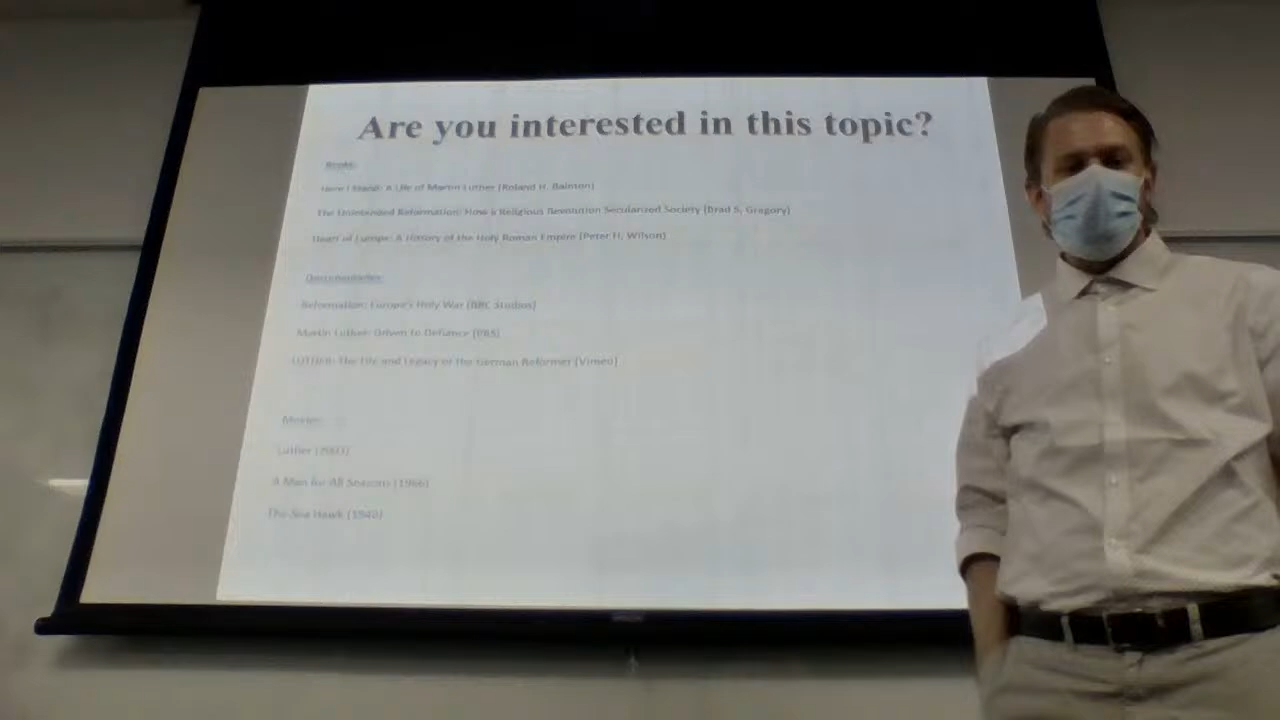 Are you interested in this topic?
Books:
Here I Stand: A Life of Martin Luther (Roland H. Bainton)
The Unintended Reformation: How a Religious Revolution Secularized Society (Brad S. Gregory)
Heart of Europe: A History of the Holy Roman Empire (Peter H. Wilson)
Documentaries:
Reformation: Europe's Holy War (BBC Studios)
Martin Luther: Driven to Defiance (PBS)
LUTHER: The Life and Legacy of the German Reformer (Vimeo)
Movies:
Luther (2003)
A Man for All Seasons (1966)
The Sea Hawk (1940)